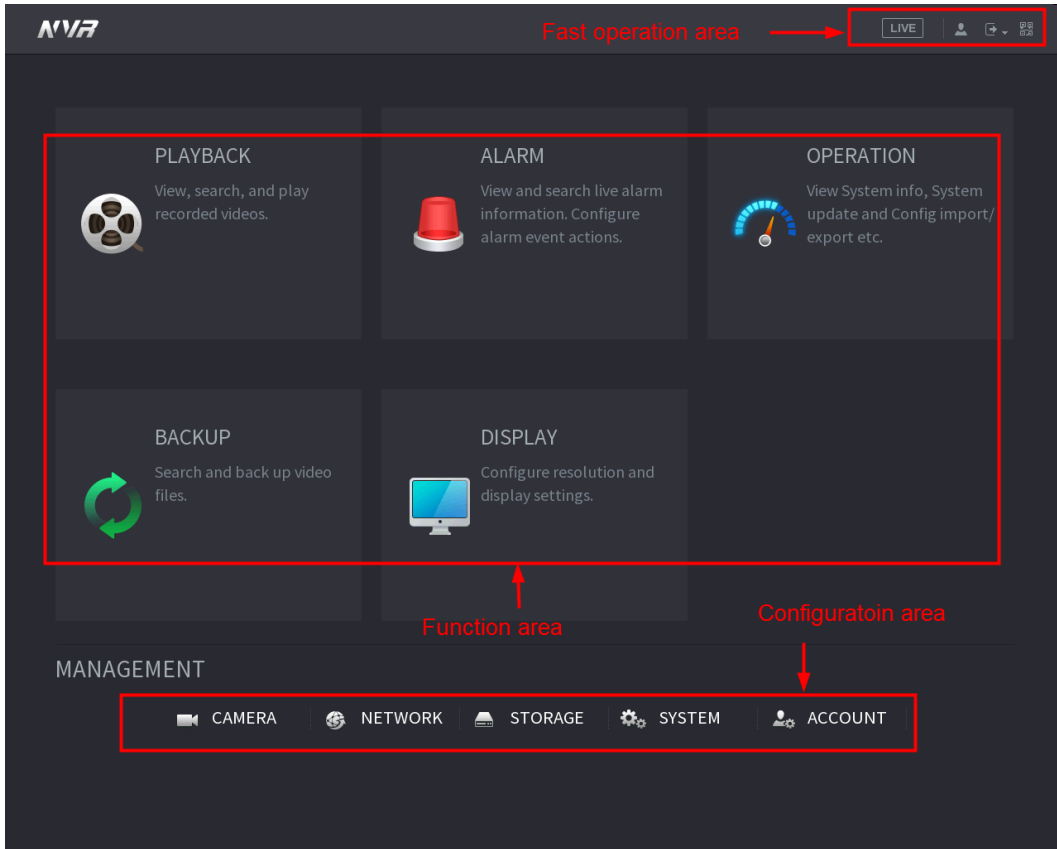 NVR
Fast operation area
LIVE
PLAYBACK
View, search, and play
recorded videos.
ALARM
View and search live alarm
information. Configure
alarm event actions.
OPERATION
View System info, System
update and Config import/
export etc.
BACKUP
Search and back up video
files.
DISPLAY
Configure resolution and
display settings.
Function area
Configuratoin area
MANAGEMENT
CAMERA
NETWORK
STORAGE
SYSTEM
ACCOUNT